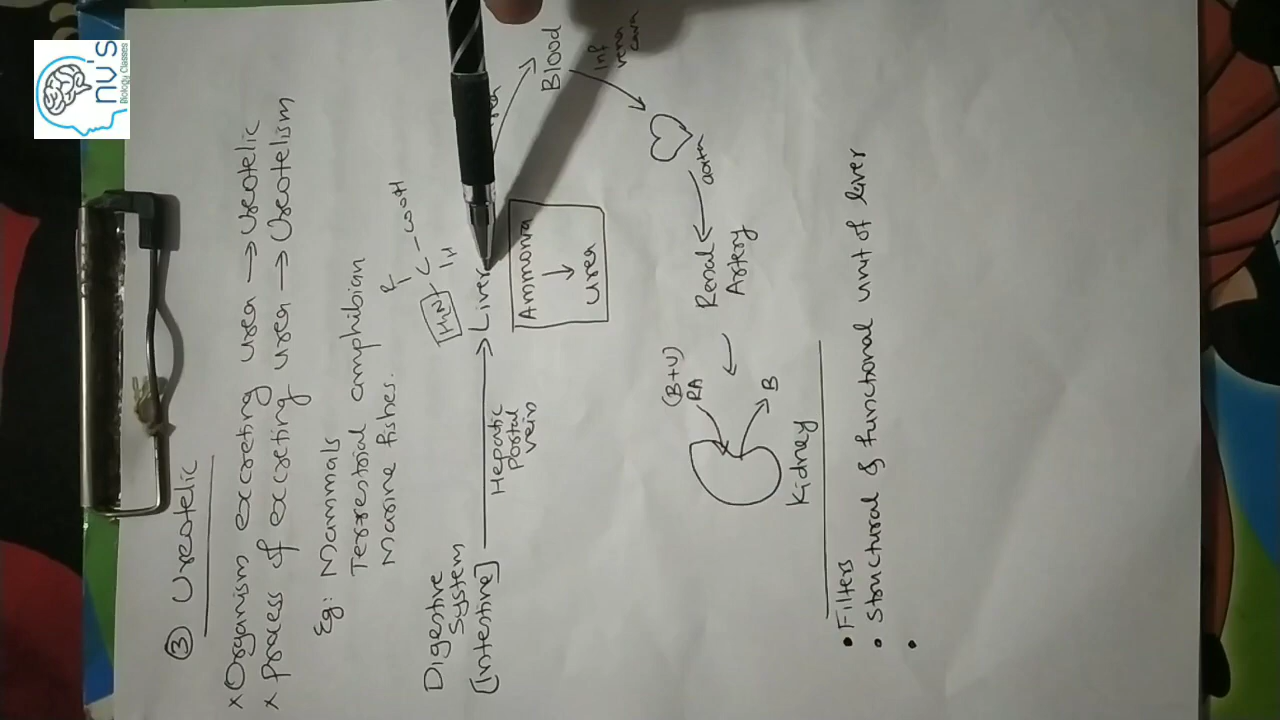 nv's
Biology Classes
③ Ureotelic
x Organism excreting urea → Ureotelic
x process of excreting urea → Ureotelism
Eg: Mammals
Terrestrial amphibian
Marine fishes.
R
H2N - C - COOH
H
Digestive
System
[Intestine]
Hepatic
Portal
vein
Liver
Ammonia
↓
urea
Blood
Inf
vena
cava
aorta
Renal
Artery
(B+U)
RA
B
Kidney
• Filters
• Structural & functional unit of liver
•